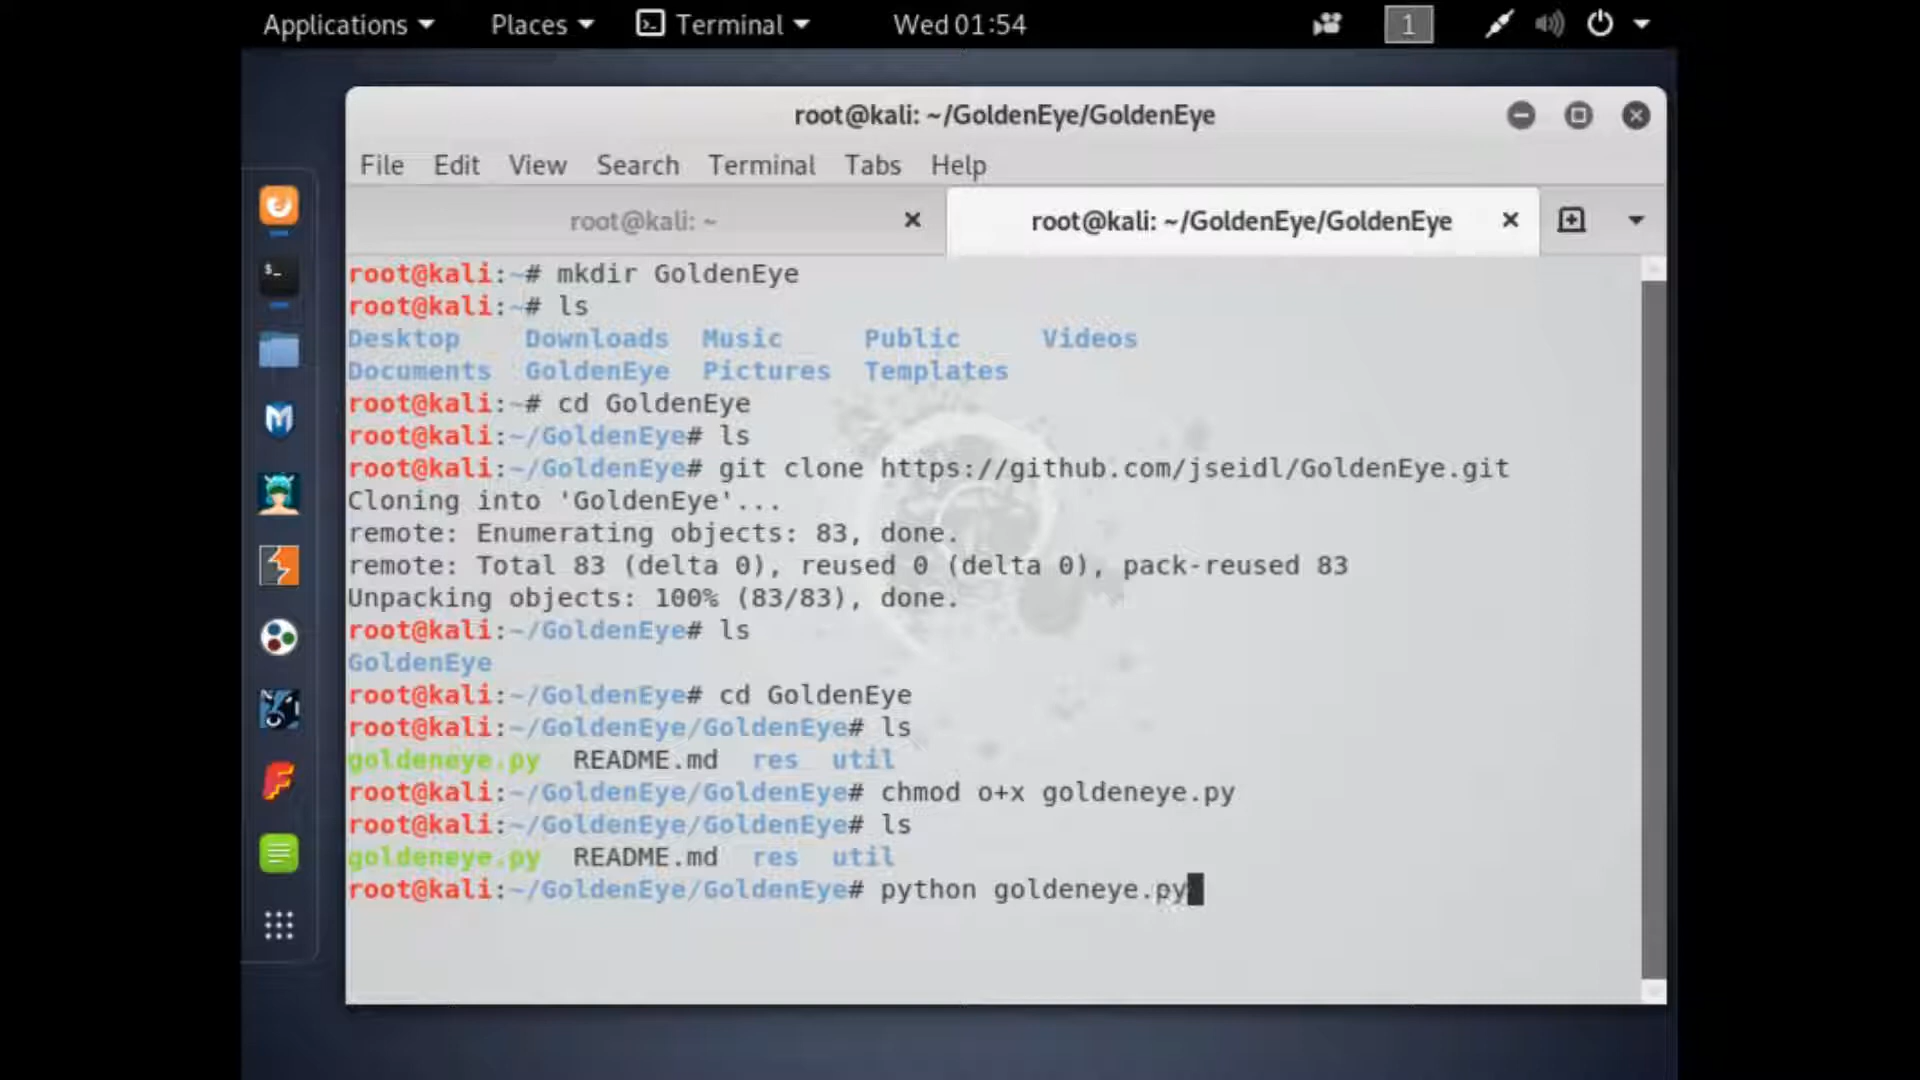 Applications Places Terminal Wed 01:54 1
root@kali: ~/GoldenEye/GoldenEye
File Edit View Search Terminal Tabs Help
root@kali: ~ root@kali: ~/GoldenEye/GoldenEye
root@kali:~# mkdir GoldenEye
root@kali:~# ls
Desktop Downloads Music Public Videos
Documents GoldenEye Pictures Templates
root@kali:~# cd GoldenEye
root@kali:~/GoldenEye# ls
root@kali:~/GoldenEye# git clone https://github.com/jseidl/GoldenEye.git
Cloning into 'GoldenEye'...
remote: Enumerating objects: 83, done.
remote: Total 83 (delta 0), reused 0 (delta 0), pack-reused 83
Unpacking objects: 100% (83/83), done.
root@kali:~/GoldenEye# ls
GoldenEye
root@kali:~/GoldenEye# cd GoldenEye
root@kali:~/GoldenEye/GoldenEye# ls
goldeneye.py README.md res util
root@kali:~/GoldenEye/GoldenEye# chmod o+x goldeneye.py
root@kali:~/GoldenEye/GoldenEye# ls
goldeneye.py README.md res util
root@kali:~/GoldenEye/GoldenEye# python goldeneye.py